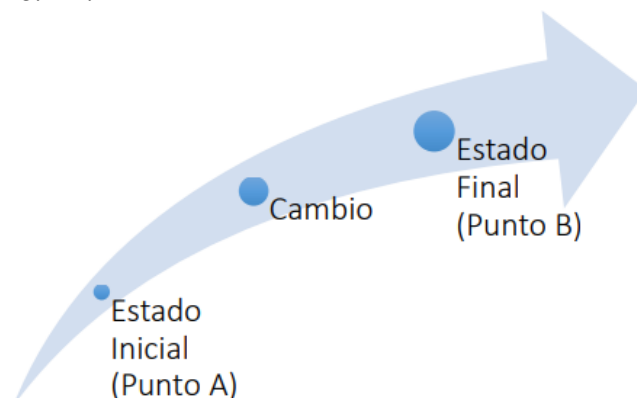 Estado
Inicial
(Punto A)
Cambio
Estado
Final
(Punto B)